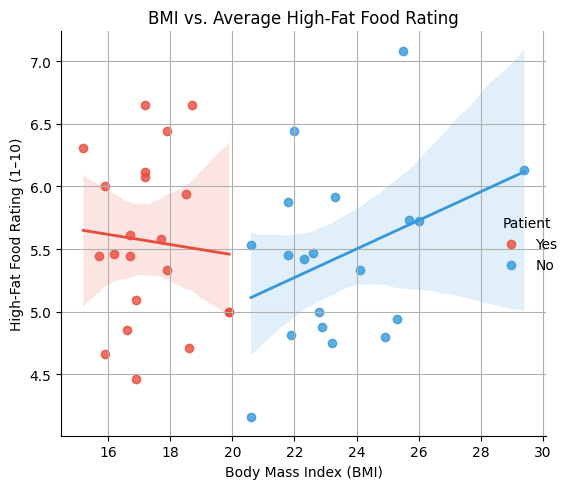 BMI vs. Average High-Fat Food Rating
7.0
6.5
6.0
5.5
5.0
4.5
High-Fat Food Rating (1–10)
Patient
Yes
No
16 18 20 22 24 26 28 30
Body Mass Index (BMI)